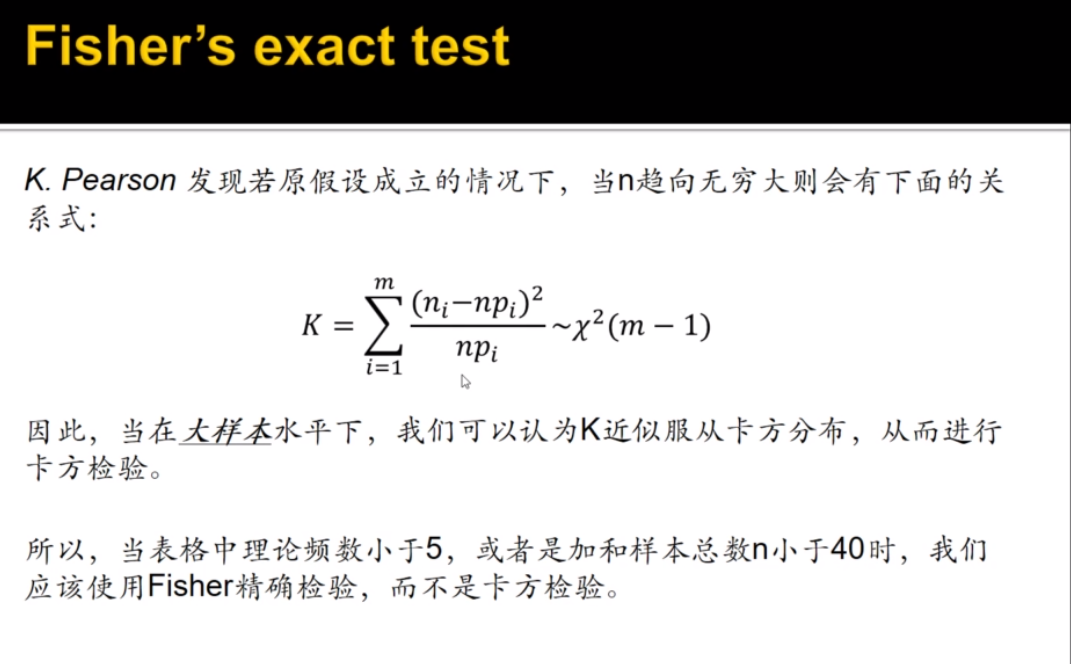 Fisher's exact test
K. Pearson 发现若原假设成立的情况下，当n趋向无穷大则会有下面的关
系式：
K = ∑_{i=1}^{m} (n_i−np_i)²/np_i ~χ²(m − 1)
因此，当在大样本水平下，我们可以认为K近似服从卡方分布，从而进行
卡方检验。
所以，当表格中理论频数小于5，或者是加和样本总数n小于40时，我们
应该使用Fisher精确检验，而不是卡方检验。